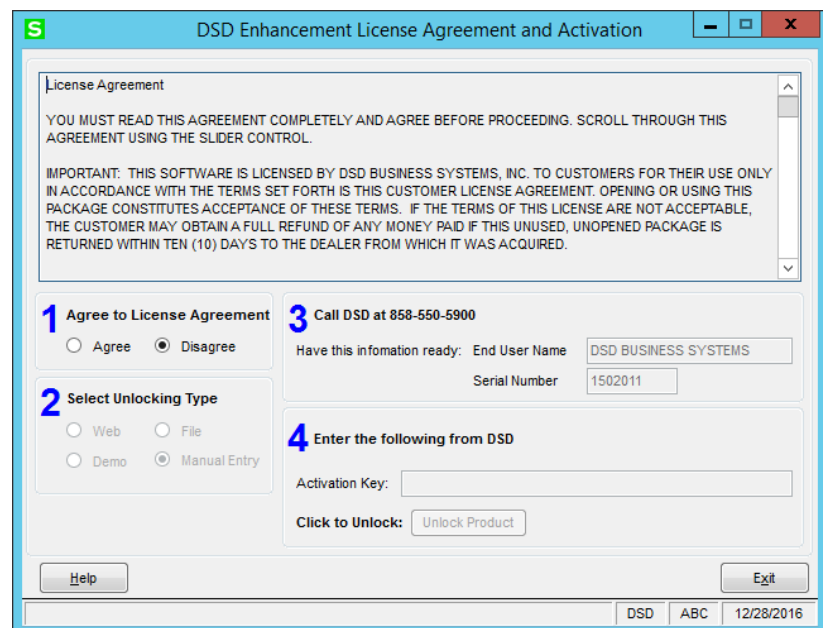 S
DSD Enhancement License Agreement and Activation
License Agreement
YOU MUST READ THIS AGREEMENT COMPLETELY AND AGREE BEFORE PROCEEDING. SCROLL THROUGH THIS
AGREEMENT USING THE SLIDER CONTROL.
IMPORTANT: THIS SOFTWARE IS LICENSED BY DSD BUSINESS SYSTEMS, INC. TO CUSTOMERS FOR THEIR USE ONLY
IN ACCORDANCE WITH THE TERMS SET FORTH IS THIS CUSTOMER LICENSE AGREEMENT. OPENING OR USING THIS
PACKAGE CONSTITUTES ACCEPTANCE OF THESE TERMS. IF THE TERMS OF THIS LICENSE ARE NOT ACCEPTABLE,
THE CUSTOMER MAY OBTAIN A FULL REFUND OF ANY MONEY PAID IF THIS UNUSED, UNOPENED PACKAGE IS
RETURNED WITHIN TEN (10) DAYS TO THE DEALER FROM WHICH IT WAS ACQUIRED.
1 Agree to License Agreement
Agree Disagree
2 Select Unlocking Type
Web File
Demo Manual Entry
3 Call DSD at 858-550-5900
Have this infomation ready: End User Name DSD BUSINESS SYSTEMS
Serial Number 1502011
4 Enter the following from DSD
Activation Key:
Click to Unlock: Unlock Product
Help Exit
DSD ABC 12/28/2016